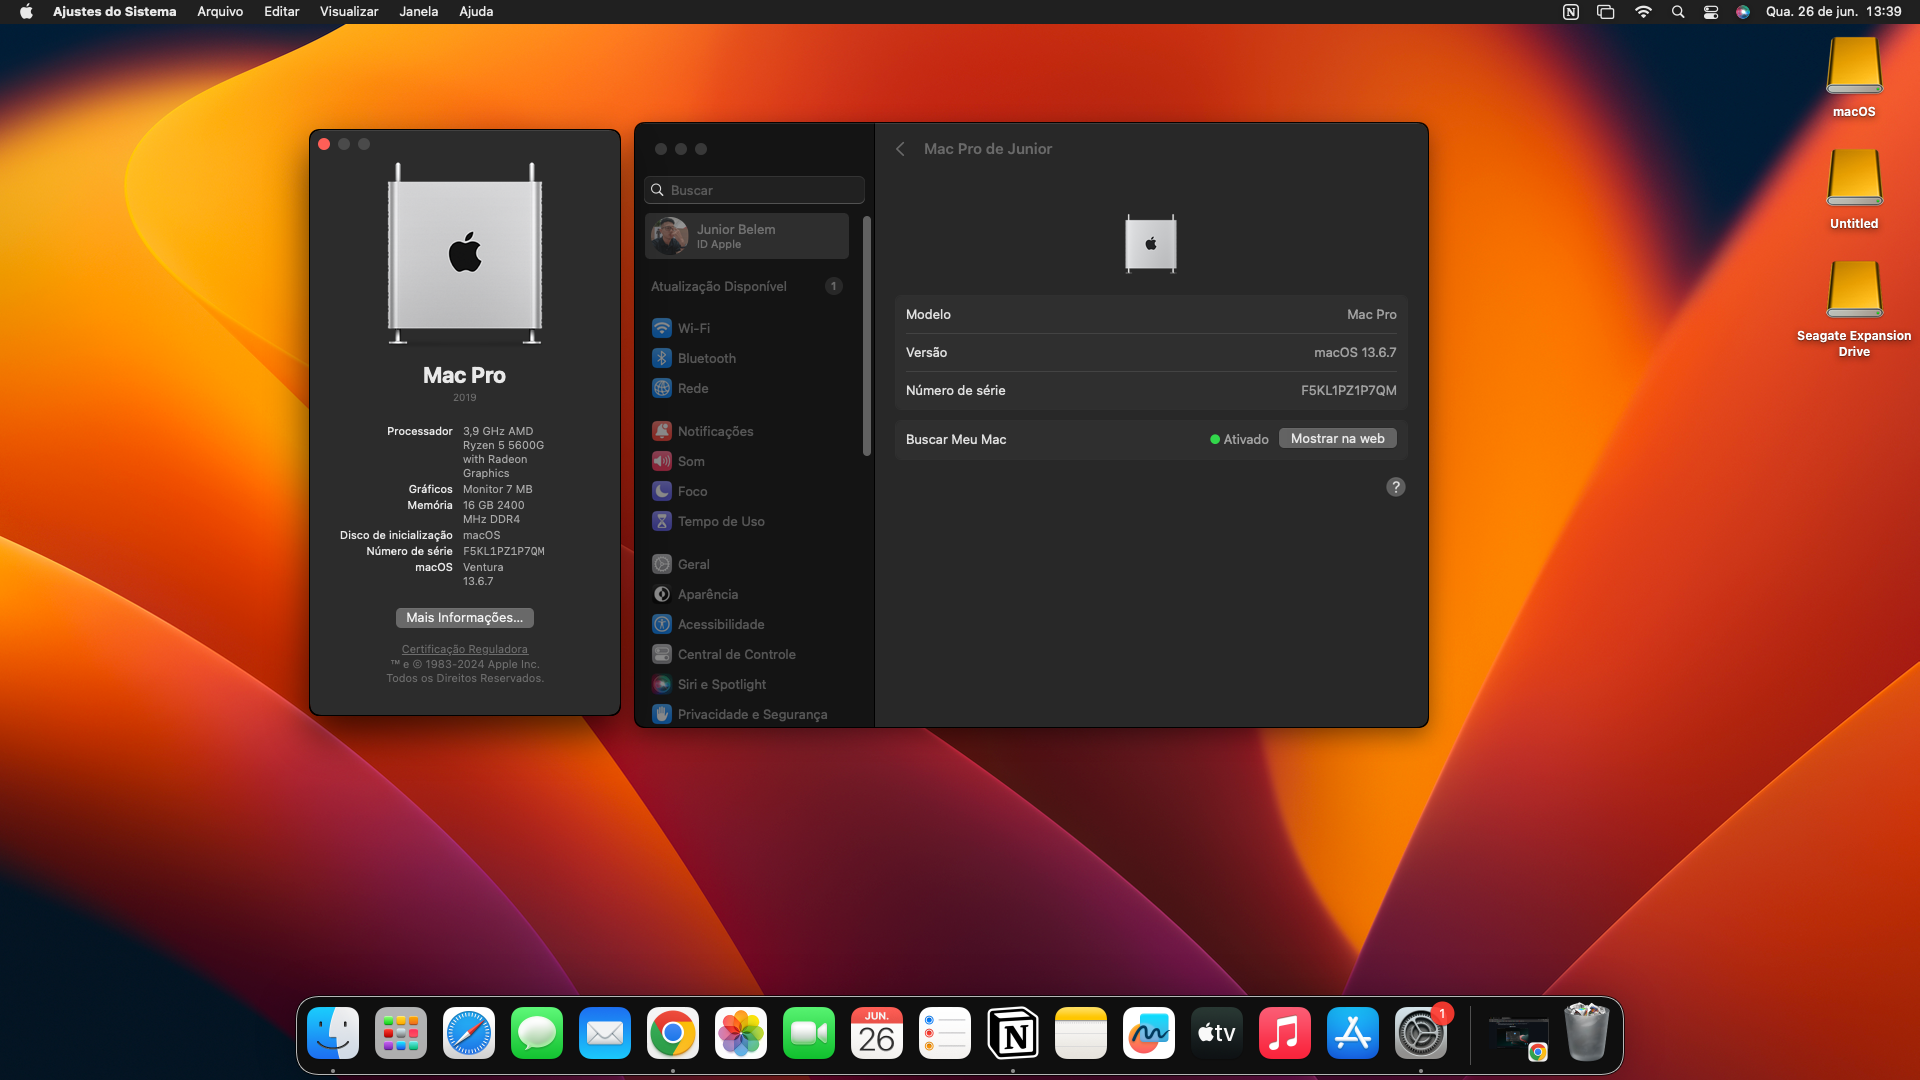 Ajustes do Sistema Arquivo Editar Visualizar Janela Ajuda
Qua. 26 de jun. 13:39
macOS
Untitled
Seagate Expansion
Drive
Mac Pro
2019
Processador 3,9 GHz AMD
Ryzen 5 5600G
with Radeon
Graphics
Gráficos Monitor 7 MB
Memória 16 GB 2400
MHz DDR4
Disco de inicialização macOS
Número de série F5KL1PZ1P7QM
macOS Ventura
13.6.7
Mais Informações...
Certificação Reguladora
™ e © 1983-2024 Apple Inc.
Todos os Direitos Reservados.
Buscar
Junior Belem
ID Apple
Atualização Disponível 1
Wi-Fi
Bluetooth
Rede
Notificações
Som
Foco
Tempo de Uso
Geral
Aparência
Acessibilidade
Central de Controle
Siri e Spotlight
Privacidade e Segurança
Mac Pro de Junior
Modelo Mac Pro
Versão macOS 13.6.7
Número de série F5KL1PZ1P7QM
Buscar Meu Mac Ativado Mostrar na web
?
JUN.
26
N
tv
1